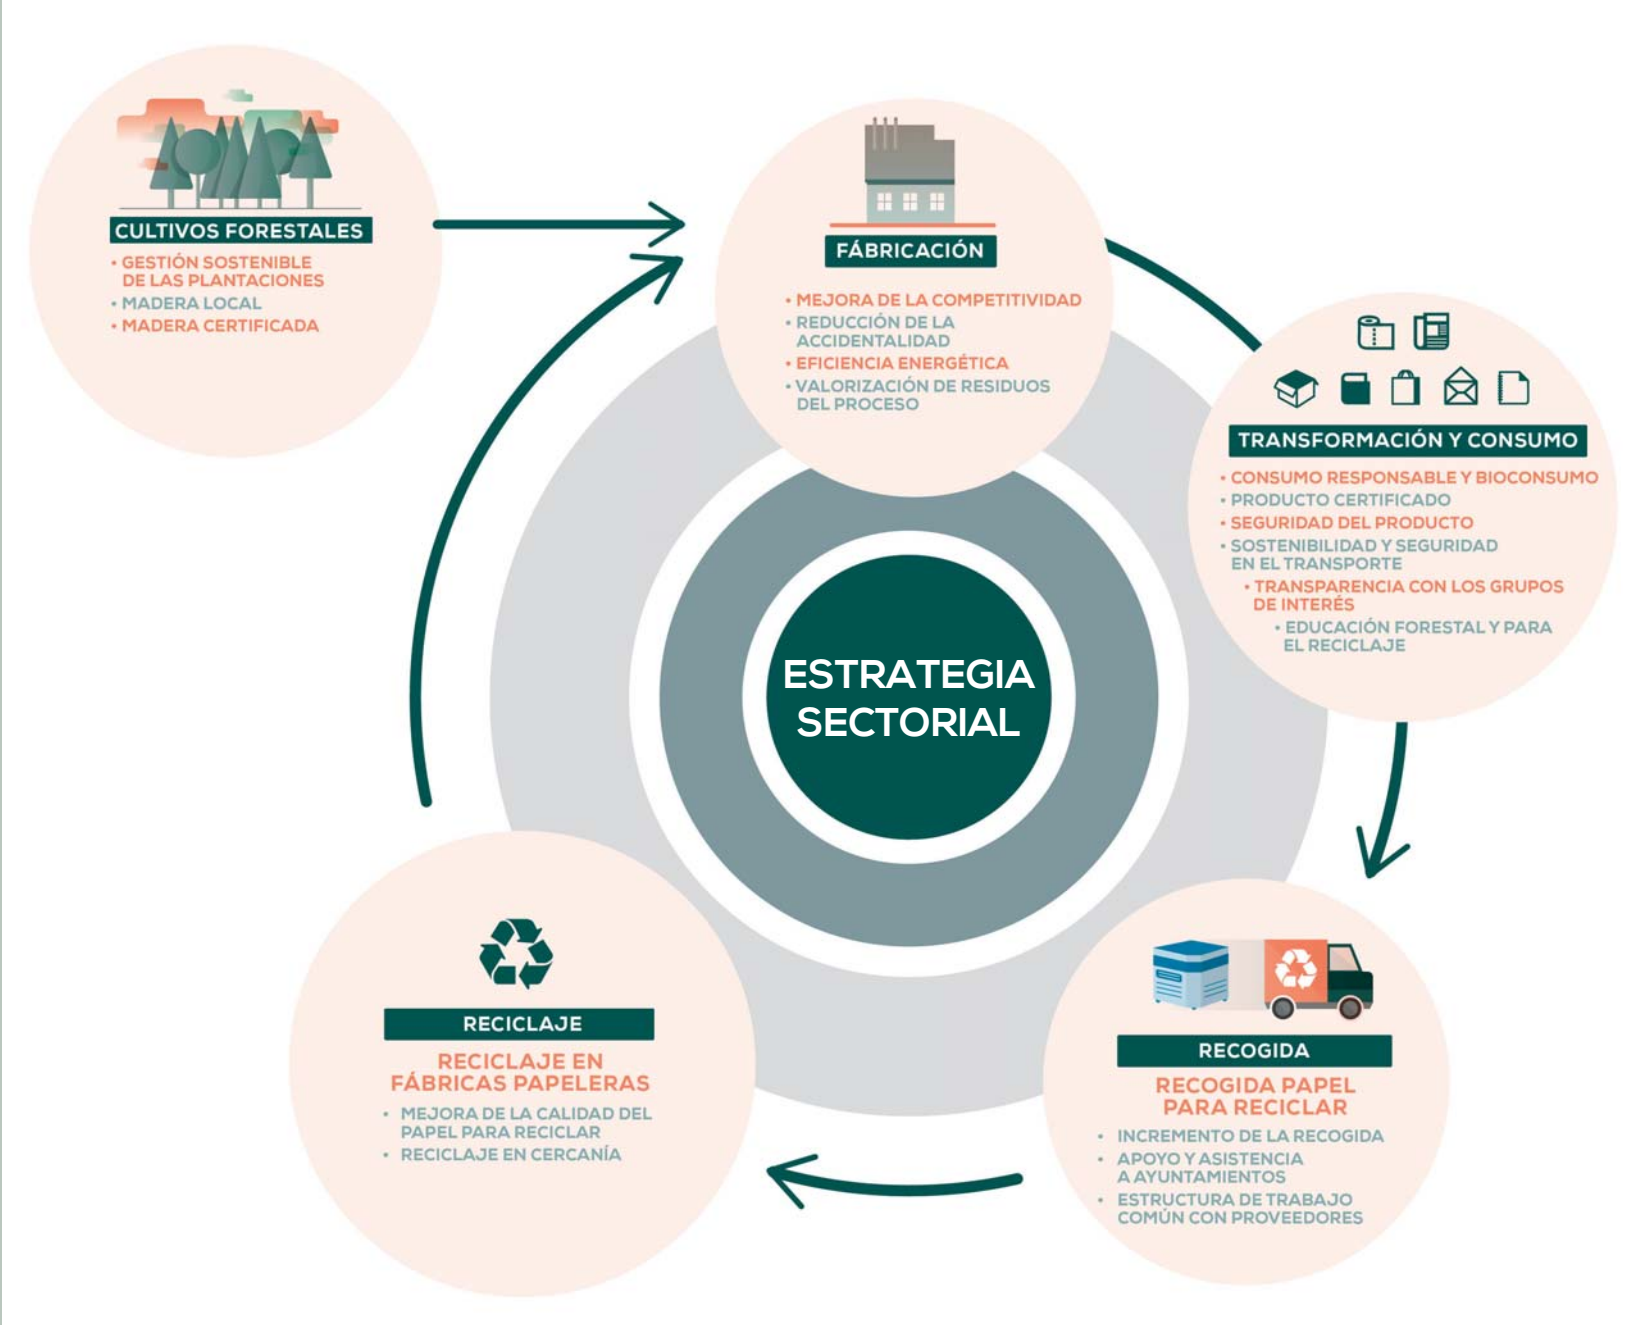 CULTIVOS FORESTALES
• GESTIÓN SOSTENIBLE
DE LAS PLANTACIONES
• MADERA LOCAL
• MADERA CERTIFICADA
FÁBRICACIÓN
• MEJORA DE LA COMPETITIVIDAD
• REDUCCIÓN DE LA
ACCIDENTALIDAD
• EFICIENCIA ENERGÉTICA
• VALORIZACIÓN DE RESIDUOS
DEL PROCESO
TRANSFORMACIÓN Y CONSUMO
• CONSUMO RESPONSABLE Y BIOCONSUMO
• PRODUCTO CERTIFICADO
• SEGURIDAD DEL PRODUCTO
• SOSTENIBILIDAD Y SEGURIDAD
EN EL TRANSPORTE
• TRANSPARENCIA CON LOS GRUPOS
DE INTERÉS
• EDUCACIÓN FORESTAL Y PARA
EL RECICLAJE
ESTRATEGIA
SECTORIAL
RECICLAJE
RECICLAJE EN
FÁBRICAS PAPELERAS
• MEJORA DE LA CALIDAD DEL
PAPEL PARA RECICLAR
• RECICLAJE EN CERCANÍA
RECOGIDA
RECOGIDA PAPEL
PARA RECICLAR
• INCREMENTO DE LA RECOGIDA
• APOYO Y ASISTENCIA
A AYUNTAMIENTOS
• ESTRUCTURA DE TRABAJO
COMÚN CON PROVEEDORES